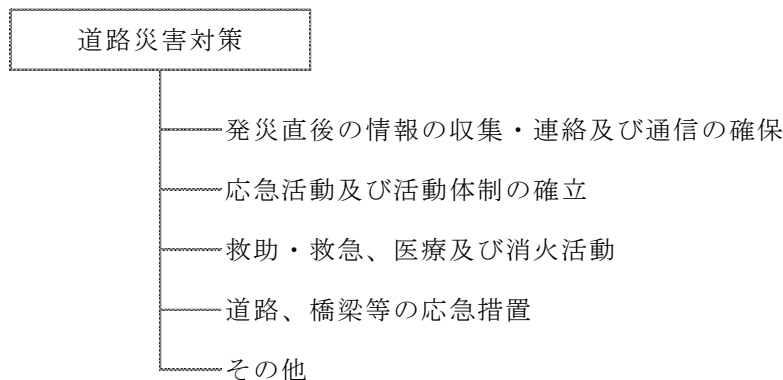 道路災害対策
発災直後の情報の収集・連絡及び通信の確保
応急活動及び活動体制の確立
救助・救急、医療及び消火活動
道路、橋梁等の応急措置
その他